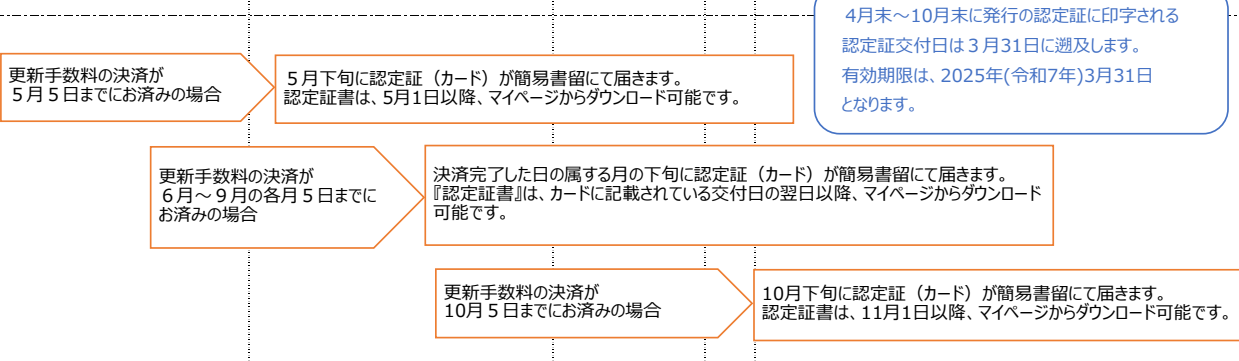 4月末～10月末に発行の認定証に印字される
認定証交付日は３月31日に遡及します。
有効期限は、2025年(令和7年)3月31日
となります。
更新手数料の決済が
５月５日までにお済みの場合
５月下旬に認定証（カード）が簡易書留にて届きます。
認定証書は、5月1日以降、マイページからダウンロード可能です。
更新手数料の決済が
６月～９月の各月５日までに
お済みの場合
決済完了した日の属する月の下旬に認定証（カード）が簡易書留にて届きます。
『認定証書』は、カードに記載されている交付日の翌日以降、マイページからダウンロード
可能です。
更新手数料の決済が
10月５日までにお済みの場合
10月下旬に認定証（カード）が簡易書留にて届きます。
認定証書は、11月1日以降、マイページからダウンロード可能です。